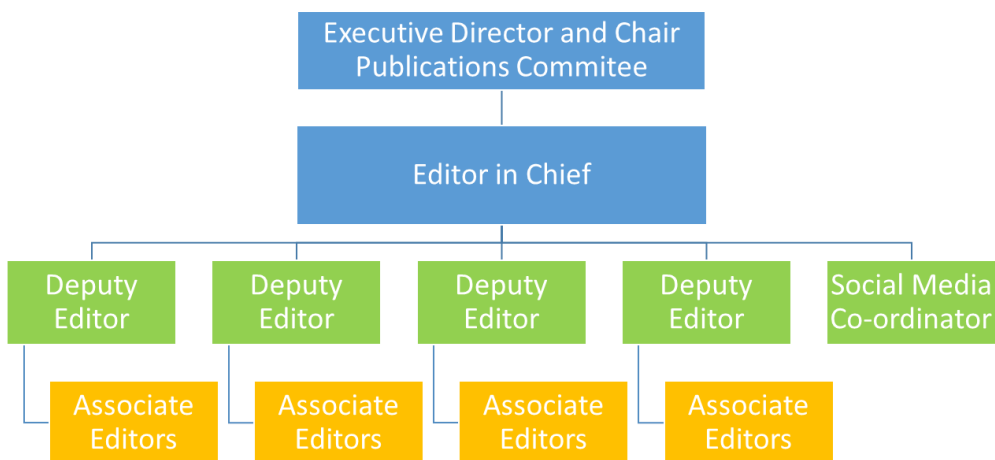 Executive Director and Chair
Publications Commitee
Editor in Chief
Deputy
Editor
Deputy
Editor
Deputy
Editor
Deputy
Editor
Social Media
Co-ordinator
Associate
Editors
Associate
Editors
Associate
Editors
Associate
Editors